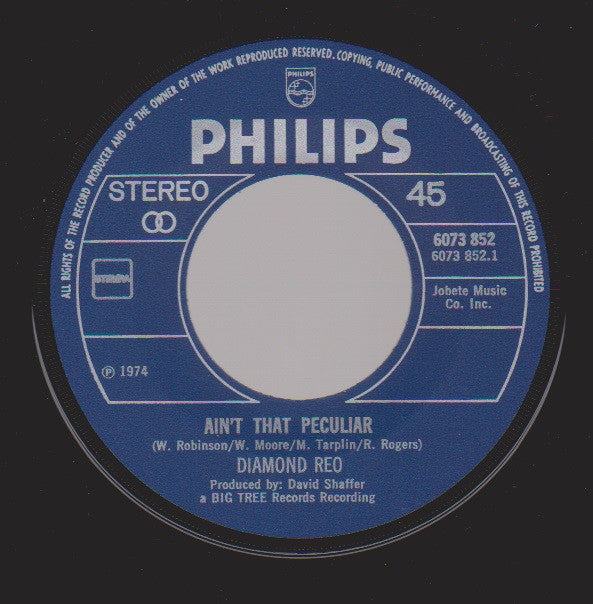 ALL RIGHTS OF THE RECORD PRODUCER AND OF THE OWNER OF THE WORK REPRODUCED RESERVED. COPYING, PUBLIC PERFORMANCE AND BROADCASTING OF THIS RECORD PROHIBITED
PHILIPS
PHILIPS
STEREO
45
6073 852
6073 852.1
STEMRA
Jobete Music
Co. Inc.
℗ 1974
AIN'T THAT PECULIAR
(W. Robinson/W. Moore/M. Tarplin/R. Rogers)
DIAMOND REO
Produced by: David Shaffer
a BIG TREE Records Recording